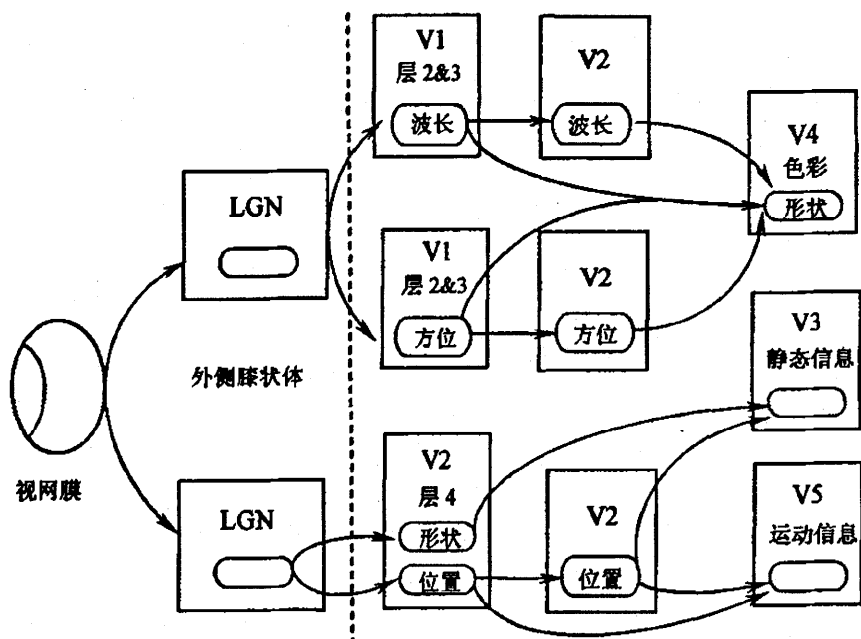 V1
层 2&3
波长
V2
波长
V4
色彩
形状
LGN
V1
层 2&3
方位
V2
方位
V3
静态信息
外侧膝状体
视网膜
LGN
V2
层 4
形状
位置
V2
位置
V5
运动信息